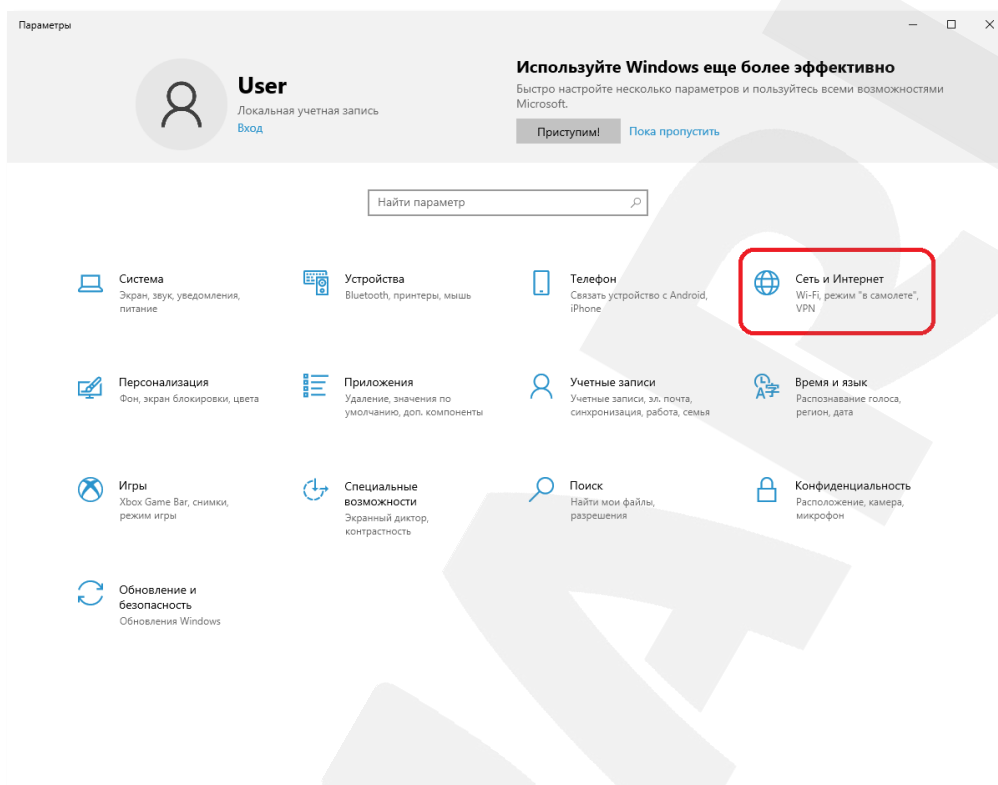 Параметры
User
Локальная учетная запись
Вход
Используйте Windows еще более эффективно
Быстро настройте несколько параметров и пользуйтесь всеми возможностями
Microsoft.
Приступим!
Пока пропустить
Найти параметр
Система
Экран, звук, уведомления,
питание
Устройства
Bluetooth, принтеры, мышь
Телефон
Связать устройство с Android,
iPhone
Сеть и Интернет
Wi-Fi, режим "в самолете",
VPN
Персонализация
Фон, экран блокировки, цвета
Приложения
Удаление, значения по
умолчанию, доп. компоненты
Учетные записи
Учетные записи, эл. почта,
синхронизация, работа, семья
Время и язык
Распознавание голоса,
регион, дата
Игры
Xbox Game Bar, снимки,
режим игры
Специальные
возможности
Экранный диктор,
контрастность
Поиск
Найти мои файлы,
разрешения
Конфиденциальность
Расположение, камера,
микрофон
Обновление и
безопасность
Обновления Windows